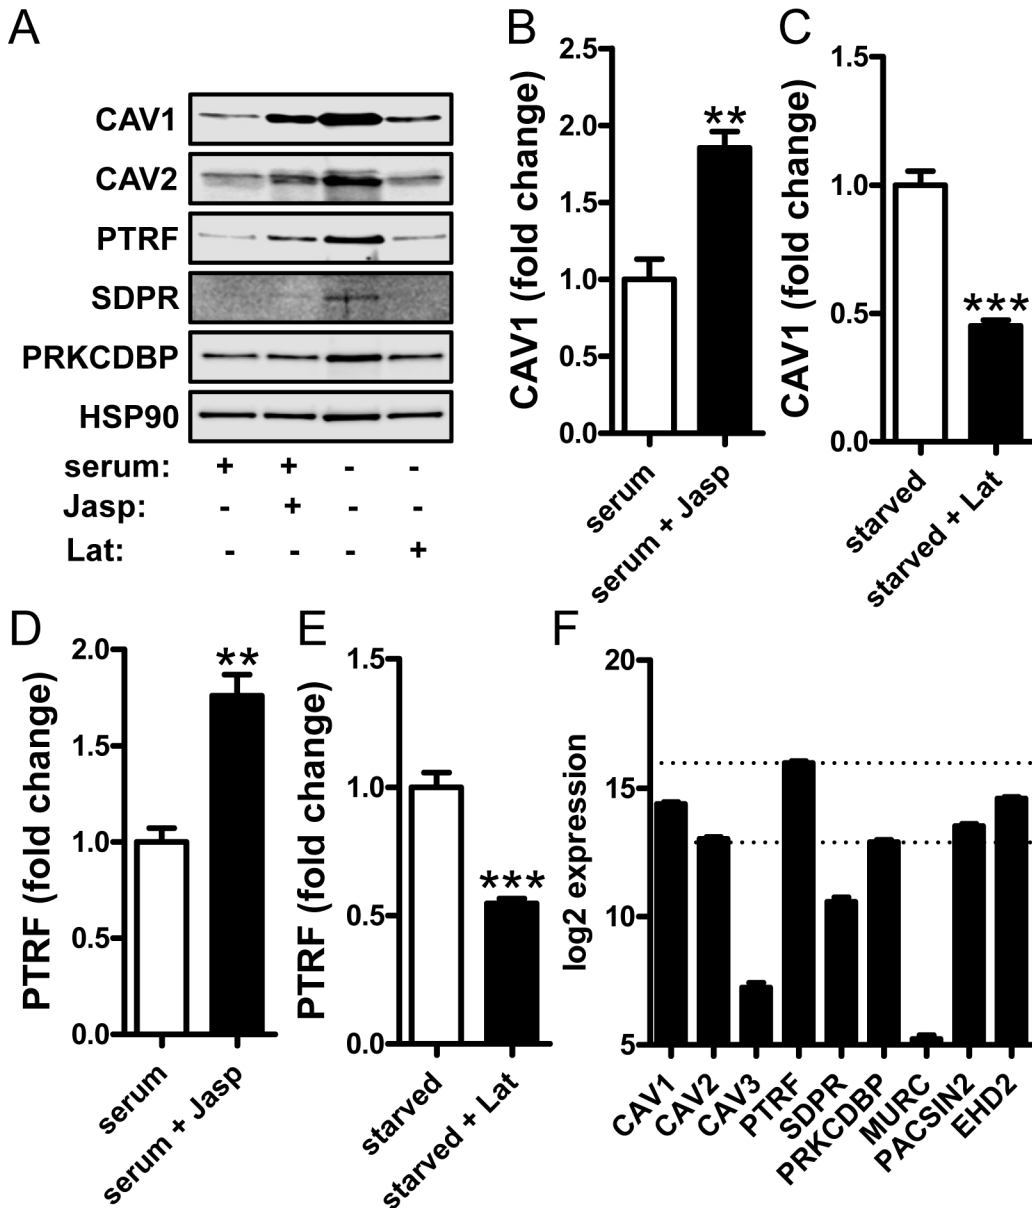 A
CAV1
CAV2
PTRF
SDPR
PRKCDBP
HSP90
serum: + + - -
Jasp: - + - -
Lat: - - - +
B
CAV1 (fold change)
2.5
2.0
1.5
1.0
0.5
0.0
**
serum
serum + Jasp
C
CAV1 (fold change)
1.5
1.0
0.5
0.0
***
starved
starved + Lat
D
PTRF (fold change)
2.0
1.5
1.0
0.5
0.0
**
serum
serum + Jasp
E
PTRF (fold change)
1.5
1.0
0.5
0.0
***
starved
starved + Lat
F
log2 expression
20
15
10
5
CAV1
CAV2
CAV3
PTRF
SDPR
PRKCDBP
MURC
PACSIN2
EHD2